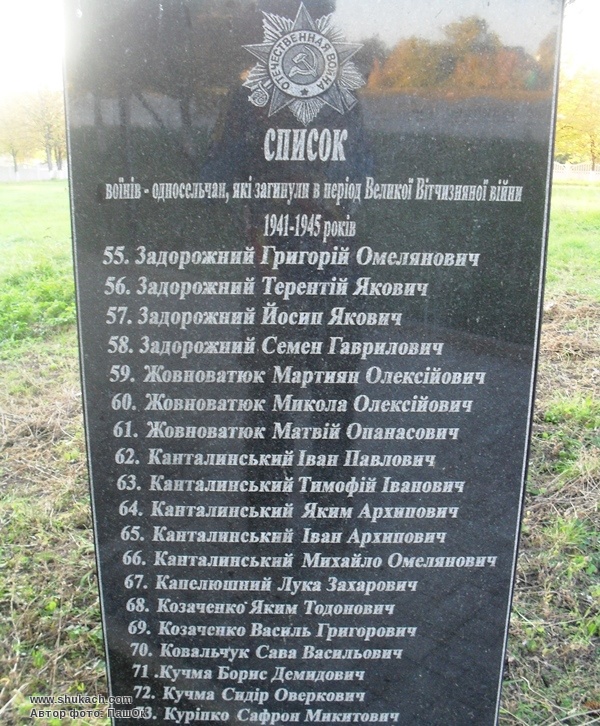 ОТЕЧЕСТВЕННАЯ ВОЙНА
СПИСОК
воїнів - односельчан, які загинули в період Великої Вітчизняної війни
1941-1945 років
55. Задорожний Григорій Омелянович
56. Задорожний Терентій Якович
57. Задорожний Йосип Якович
58. Задорожний Семен Гаврилович
59. Жовноватюк Мартиян Олексійович
60. Жовноватюк Микола Олексійович
61. Жовноватюк Матвій Опанасович
62. Канталинський Іван Павлович
63. Канталинський Тимофій Іванович
64. Канталинський Яким Архипович
65. Канталинський Іван Архипович
66. Канталинський Михайло Омелянович
67. Капелюшний Лука Захарович
68. Козаченко Яким Тодонович
69. Козаченко Василь Григорович
70. Ковальчук Сава Васильович
71 .Кучма Борис Демидович
72. Кучма Сидір Оверкович
73. Куріпко Сафрон Микитович
www.shukach.com
Автор фото: ПашОК